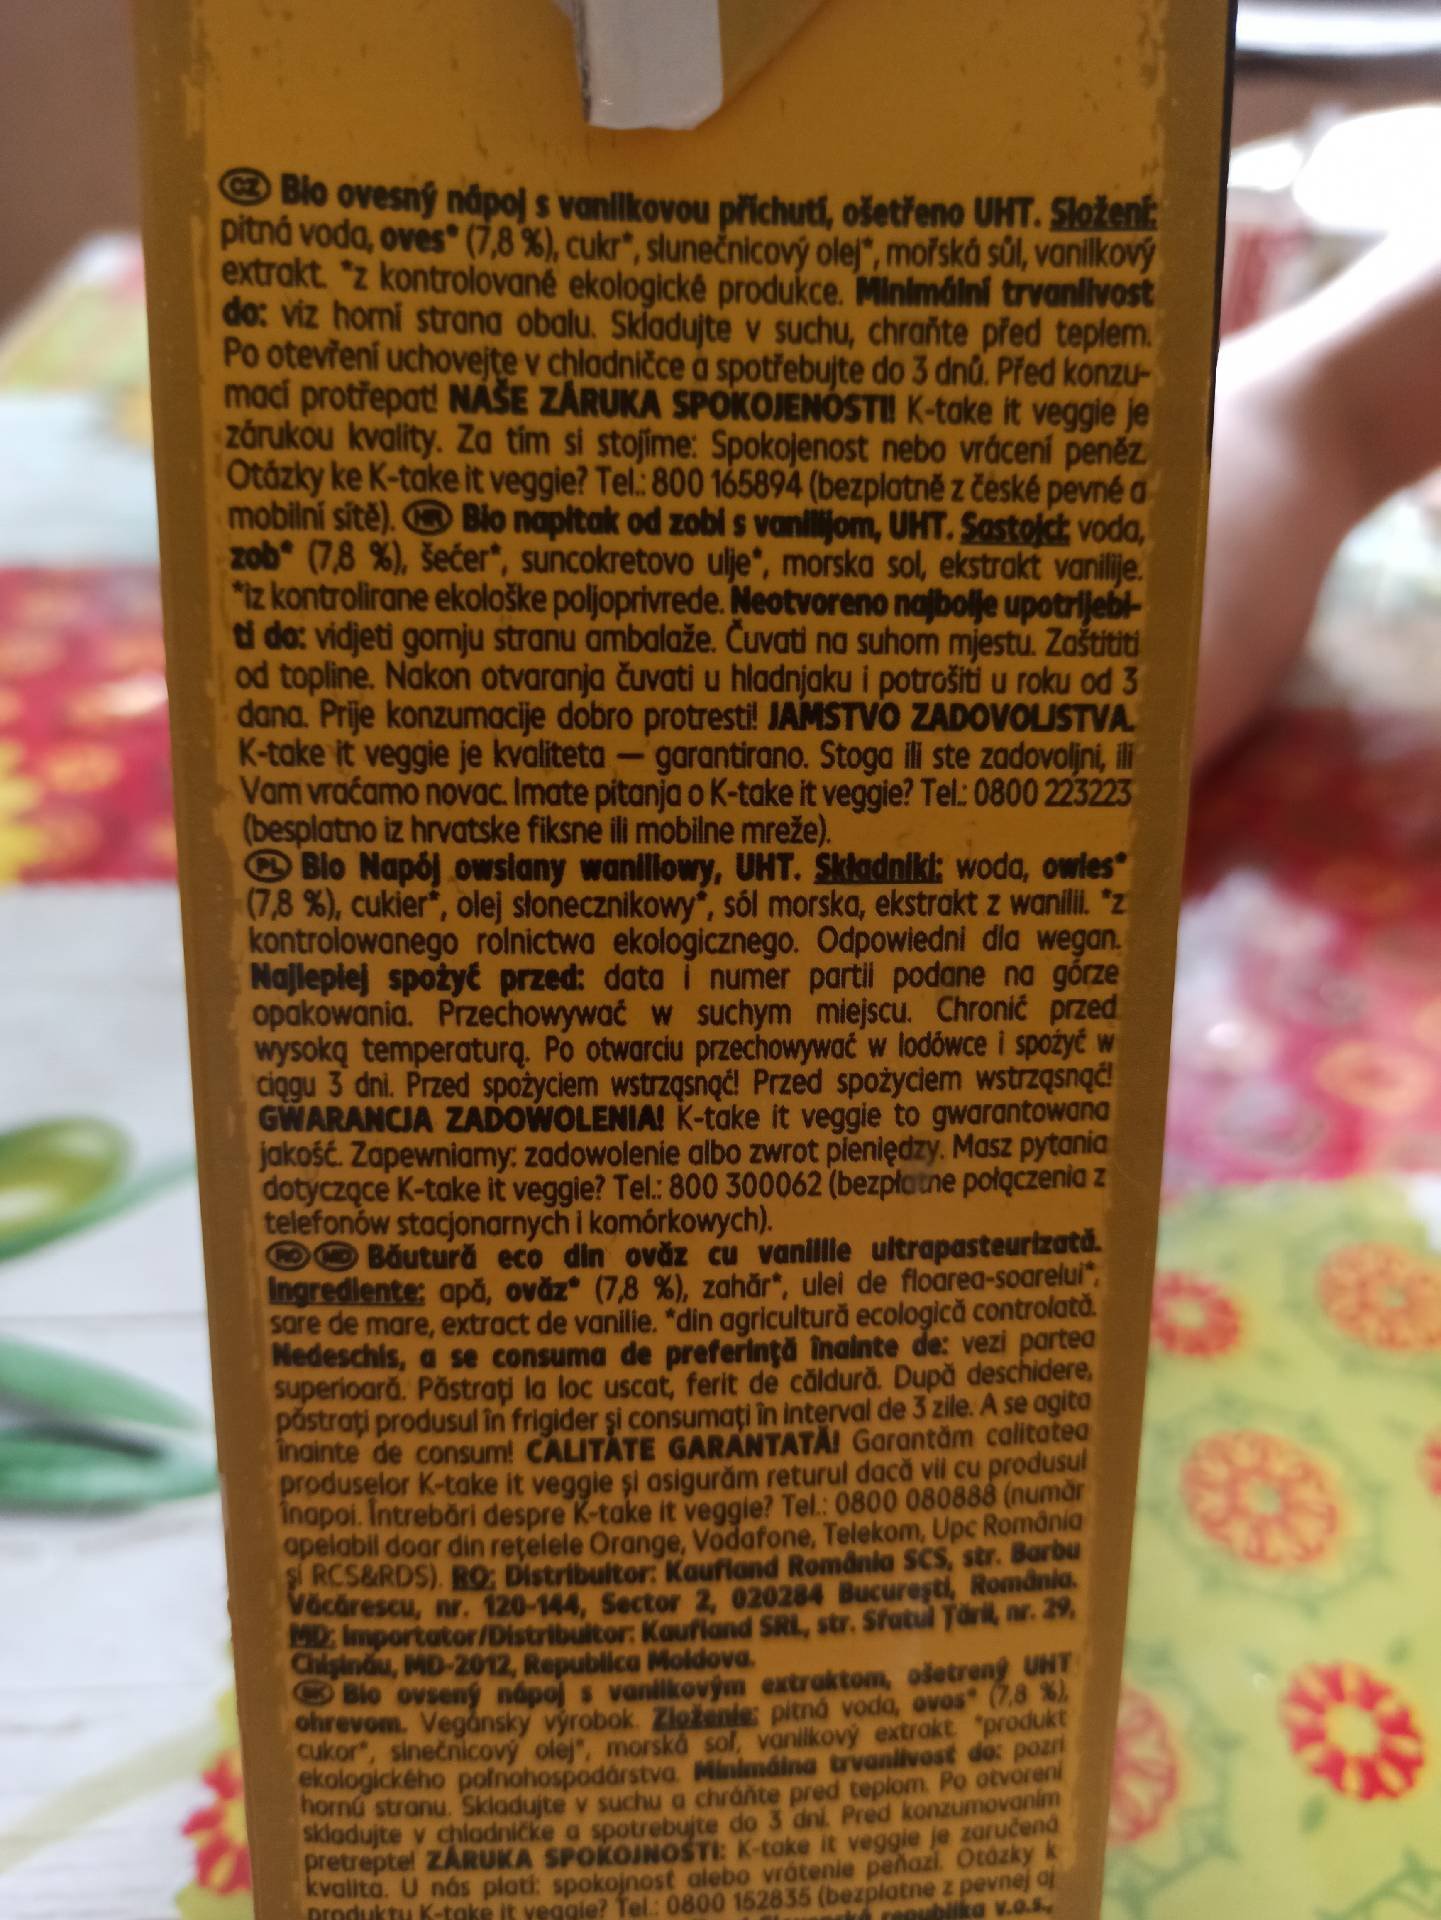 CZ Bio ovesný nápoj s vanilkovou příchutí, ošetřeno UHT. Složení:
pitná voda, oves* (7,8 %), cukr*, slunečnicový olej*, mořská sůl, vanilkový
extrakt. *z kontrolované ekologické produkce. Minimální trvanlivost
do: viz horní strana obalu. Skladujte v suchu, chraňte před teplem.
Po otevření uchovejte v chladničce a spotřebujte do 3 dnů. Před konzu-
mací protřepat! NAŠE ZÁRUKA SPOKOJENOSTI! K-take it veggie je
zárukou kvality. Za tím si stojíme: Spokojenost nebo vrácení peněz.
Otázky ke K-take it veggie? Tel.: 800 165894 (bezplatně z české pevné a
mobilní sítě). HR Bio napitak od zobi s vanilijom, UHT. Sastojci: voda,
zob* (7,8 %), šećer*, suncokretovo ulje*, morska sol, ekstrakt vanilije.
*iz kontrolirane ekološke poljoprivrede. Neotvoreno najbolje upotrijebi-
ti do: vidjeti gornju stranu ambalaže. Čuvati na suhom mjestu. Zaštititi
od topline. Nakon otvaranja čuvati u hladnjaku i potrošiti u roku od 3
dana. Prije konzumacije dobro protresti! JAMSTVO ZADOVOLJSTVA.
K-take it veggie je kvaliteta — garantirano. Stoga ili ste zadovoljni, ili
Vam vraćamo novac. Imate pitanja o K-take it veggie? Tel.: 0800 223223
(besplatno iz hrvatske fiksne ili mobilne mreže).
PL Bio Napój owsiany waniliowy, UHT. Składniki: woda, owies*
(7,8 %), cukier*, olej słonecznikowy*, sól morska, ekstrakt z wanilii. *z
kontrolowanego rolnictwa ekologicznego. Odpowiedni dla wegan.
Najlepiej spożyć przed: data i numer partii podane na górze
opakowania. Przechowywać w suchym miejscu. Chronić przed
wysoką temperaturą. Po otwarciu przechowywać w lodówce i spożyć w
ciągu 3 dni. Przed spożyciem wstrząsnąć! Przed spożyciem wstrząsnąć!
GWARANCJA ZADOWOLENIA! K-take it veggie to gwarantowana
jakość. Zapewniamy: zadowolenie albo zwrot pieniędzy. Masz pytania
dotyczące K-take it veggie? Tel.: 800 300062 (bezpłatne połączenia z
telefonów stacjonarnych i komórkowych).
RO MD Băutură eco din ovăz cu vanilie ultrapasteurizată.
Ingrediente: apă, ovăz* (7,8 %), zahăr*, ulei de floarea-soarelui*,
sare de mare, extract de vanilie. *din agricultură ecologică controlată.
Nedeschis, a se consuma de preferință înainte de: vezi partea
superioară. Păstrați la loc uscat, ferit de căldură. După deschidere,
păstrați produsul în frigider și consumați în interval de 3 zile. A se agita
înainte de consum! CALITATE GARANTATĂ! Garantăm calitatea
produselor K-take it veggie și asigurăm returul dacă vii cu produsul
înapoi. Întrebări despre K-take it veggie? Tel.: 0800 080888 (număr
apelabil doar din rețelele Orange, Vodafone, Telekom, Upc România
și RCS&RDS). RO: Distribuitor: Kaufland România SCS, str. Barbu
Văcărescu, nr. 120-144, Sector 2, 020284 București, România.
MD: Importator/Distribuitor: Kaufland SRL, str. Sfatul Țării, nr. 29,
Chișinău, MD-2012, Republica Moldova.
SK Bio ovsený nápoj s vanilkovým extraktom, ošetrený UHT
ohrevom. Vegánsky výrobok. Zloženie: pitná voda, ovos* (7,8 %),
cukor*, slnečnicový olej*, morská soľ, vanilkový extrakt. *produkt
ekologického poľnohospodárstva. Minimálna trvanlivosť do: pozri
hornú stranu. Skladujte v suchu a chráňte pred teplom. Po otvorení
skladujte v chladničke a spotrebujte do 3 dní. Pred konzumovaním
pretrepte! ZÁRUKA SPOKOJNOSTI: K-take it veggie je zaručená
kvalita. U nás platí: spokojnosť alebo vrátenie peňazí. Otázky k
produktu K-take it veggie? Tel.: 0800 152835 (bezplatne z pevnej aj
republika v.o.s.,